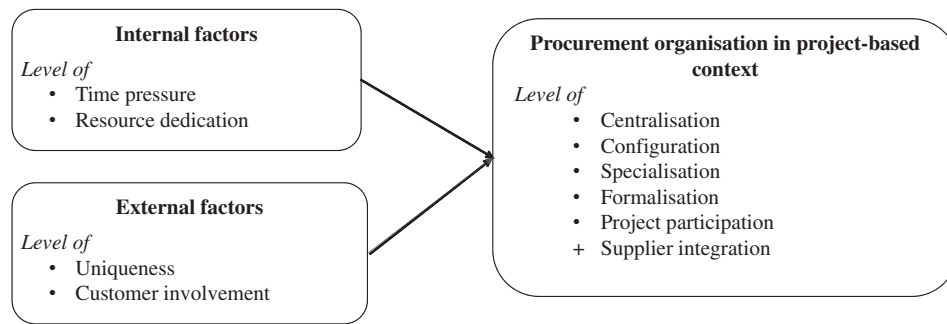 Internal factors
Level of
• Time pressure
• Resource dedication
External factors
Level of
• Uniqueness
• Customer involvement
Procurement organisation in project-based
context
Level of
• Centralisation
• Configuration
• Specialisation
• Formalisation
• Project participation
+ Supplier integration